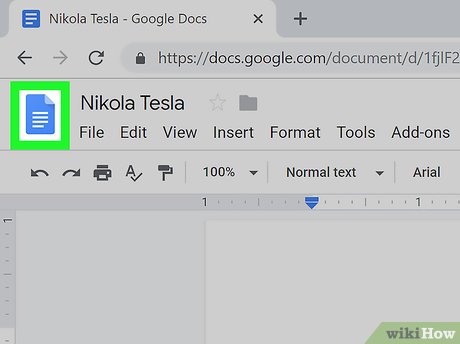 Nikola Tesla - Google Docs
https://docs.google.com/document/d/1fjlF2
Nikola Tesla
File Edit View Insert Format Tools Add-ons
100% Normal text Arial
1 1
1
wikiHow